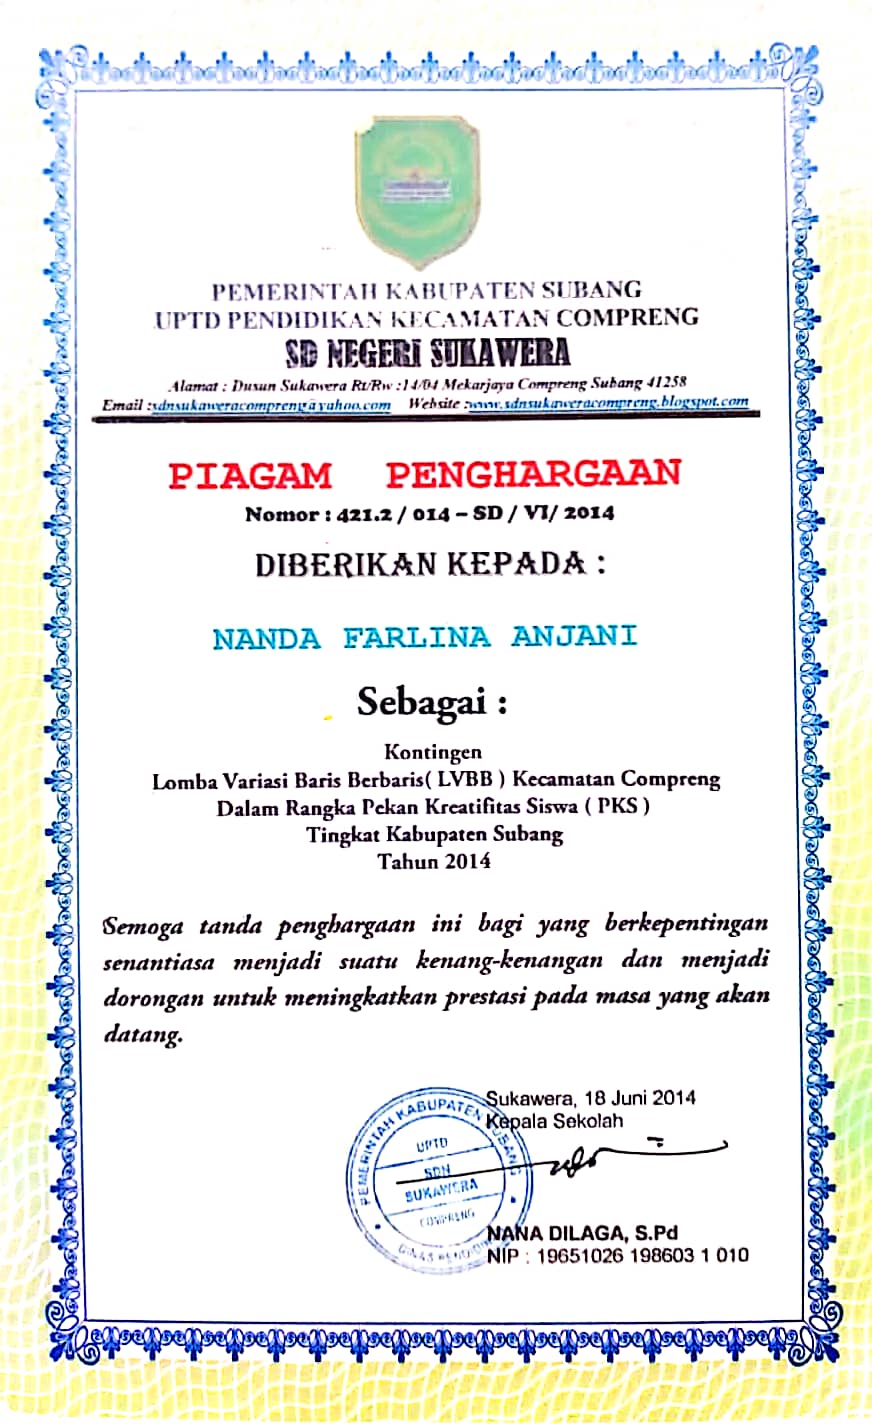 PEMERINTAH KABUPATEN SUBANG
UPTD PENDIDIKAN KECAMATAN COMPRENG
SD NEGERI SUKAWERA
Alamat : Dusun Sukawera Rt/Rw :14/04 Mekarjaya Compreng Subang 41258
Email :sdnsukaweracompreng@yahoo.com Website :www.sdnsukaweracompreng.blogspot.com
PIAGAM PENGHARGAAN
Nomor : 421.2 / 014 – SD / VI/ 2014
DIBERIKAN KEPADA :
NANDA FARLINA ANJANI
Sebagai :
Kontingen
Lomba Variasi Baris Berbaris( LVBB ) Kecamatan Compreng
Dalam Rangka Pekan Kreatifitas Siswa ( PKS )
Tingkat Kabupaten Subang
Tahun 2014
Semoga tanda penghargaan ini bagi yang berkepentingan
senantiasa menjadi suatu kenang-kenangan dan menjadi
dorongan untuk meningkatkan prestasi pada masa yang akan
datang.
Sukawera, 18 Juni 2014
Kepala Sekolah
PEMERINTAH KABUPATEN SUBANG
UPTD
SDN
SUKAWERA
COMPRENG
DINAS
NANA DILAGA, S.Pd
NIP : 19651026 198603 1 010